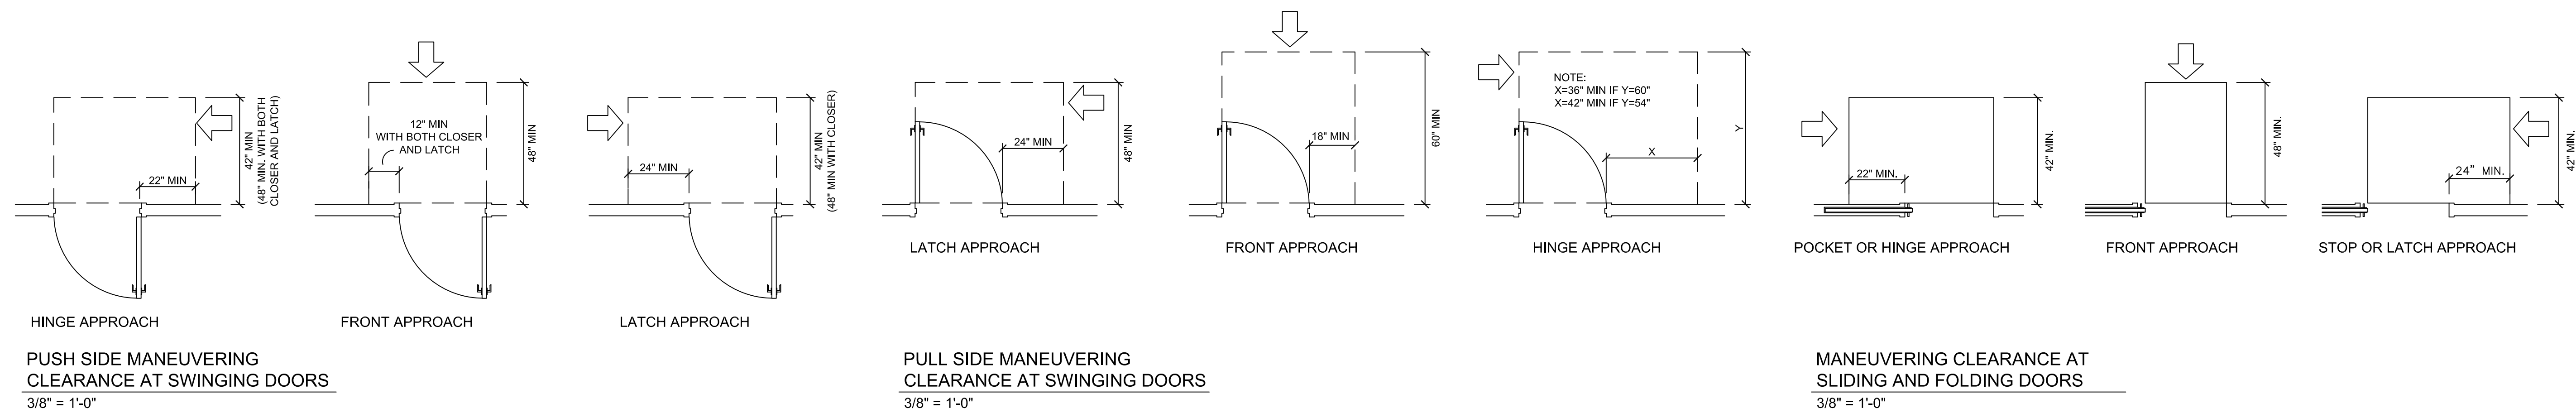 42" MIN
(48" MIN. WITH BOTH
CLOSER AND LATCH)
22" MIN
HINGE APPROACH
12" MIN
WITH BOTH CLOSER
AND LATCH
48" MIN
FRONT APPROACH
24" MIN
42" MIN
(48" MIN WITH CLOSER)
LATCH APPROACH
PUSH SIDE MANEUVERING
CLEARANCE AT SWINGING DOORS
3/8" = 1'-0"
24" MIN
48" MIN
LATCH APPROACH
18" MIN
60" MIN
FRONT APPROACH
NOTE:
X=36" MIN IF Y=60"
X=42" MIN IF Y=54"
X
Y
HINGE APPROACH
PULL SIDE MANEUVERING
CLEARANCE AT SWINGING DOORS
3/8" = 1'-0"
22" MIN.
42" MIN.
POCKET OR HINGE APPROACH
48" MIN.
FRONT APPROACH
24" MIN.
42" MIN.
STOP OR LATCH APPROACH
MANEUVERING CLEARANCE AT
SLIDING AND FOLDING DOORS
3/8" = 1'-0"